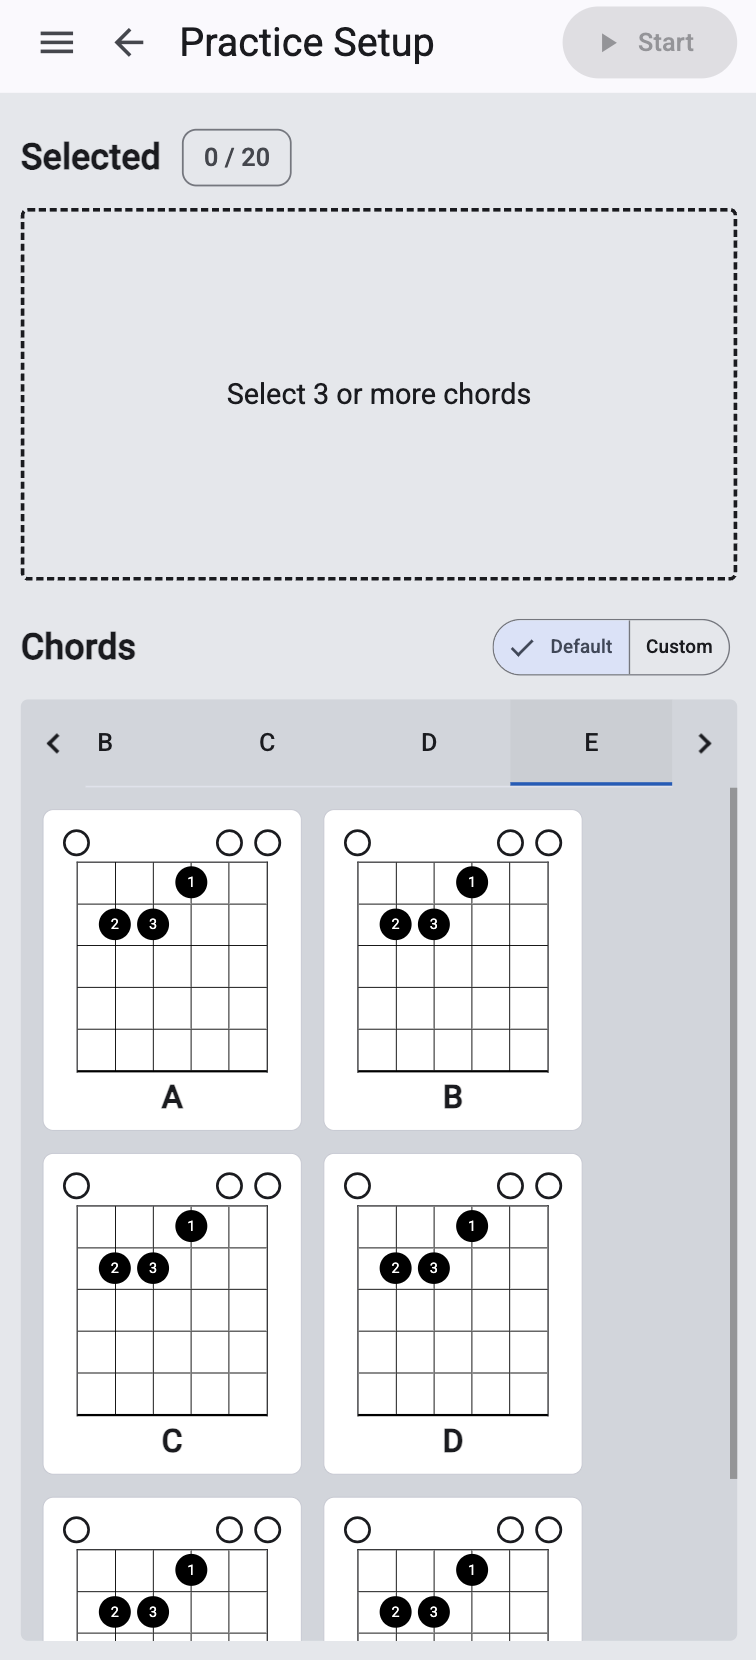 Practice Setup
Start
Selected
0 / 20
Select 3 or more chords
Chords
Default
Custom
B C D E
1 1
2 3 2 3
A B
1 1
2 3 2 3
C D
1 1
2 3 2 3